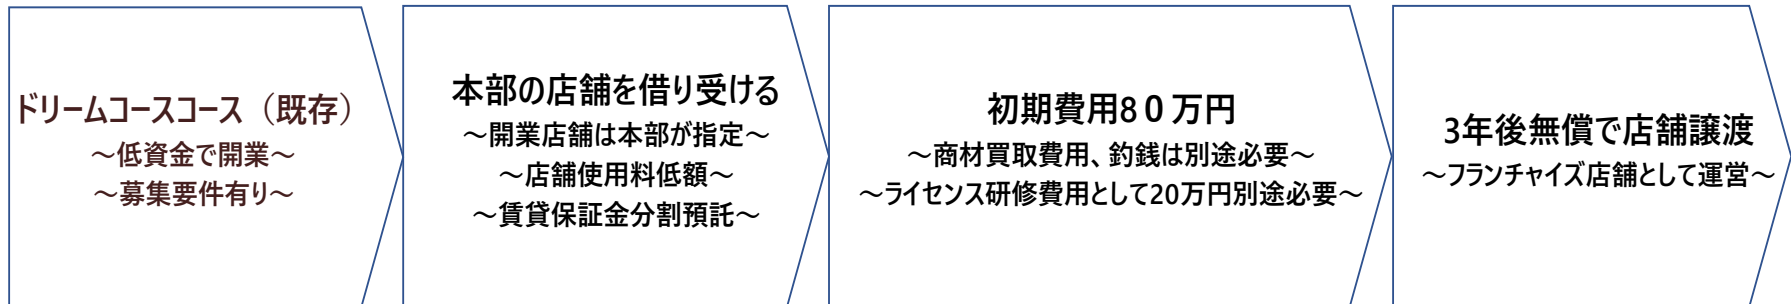 ドリームコースコース（既存）
～低資金で開業～
～募集要件有り～
本部の店舗を借り受ける
～開業店舗は本部が指定～
～店舗使用料低額～
～賃貸保証金分割預託～
初期費用8０万円
～商材買取費用、釣銭は別途必要～
～ライセンス研修費用として20万円別途必要～
3年後無償で店舗譲渡
～フランチャイズ店舗として運営～